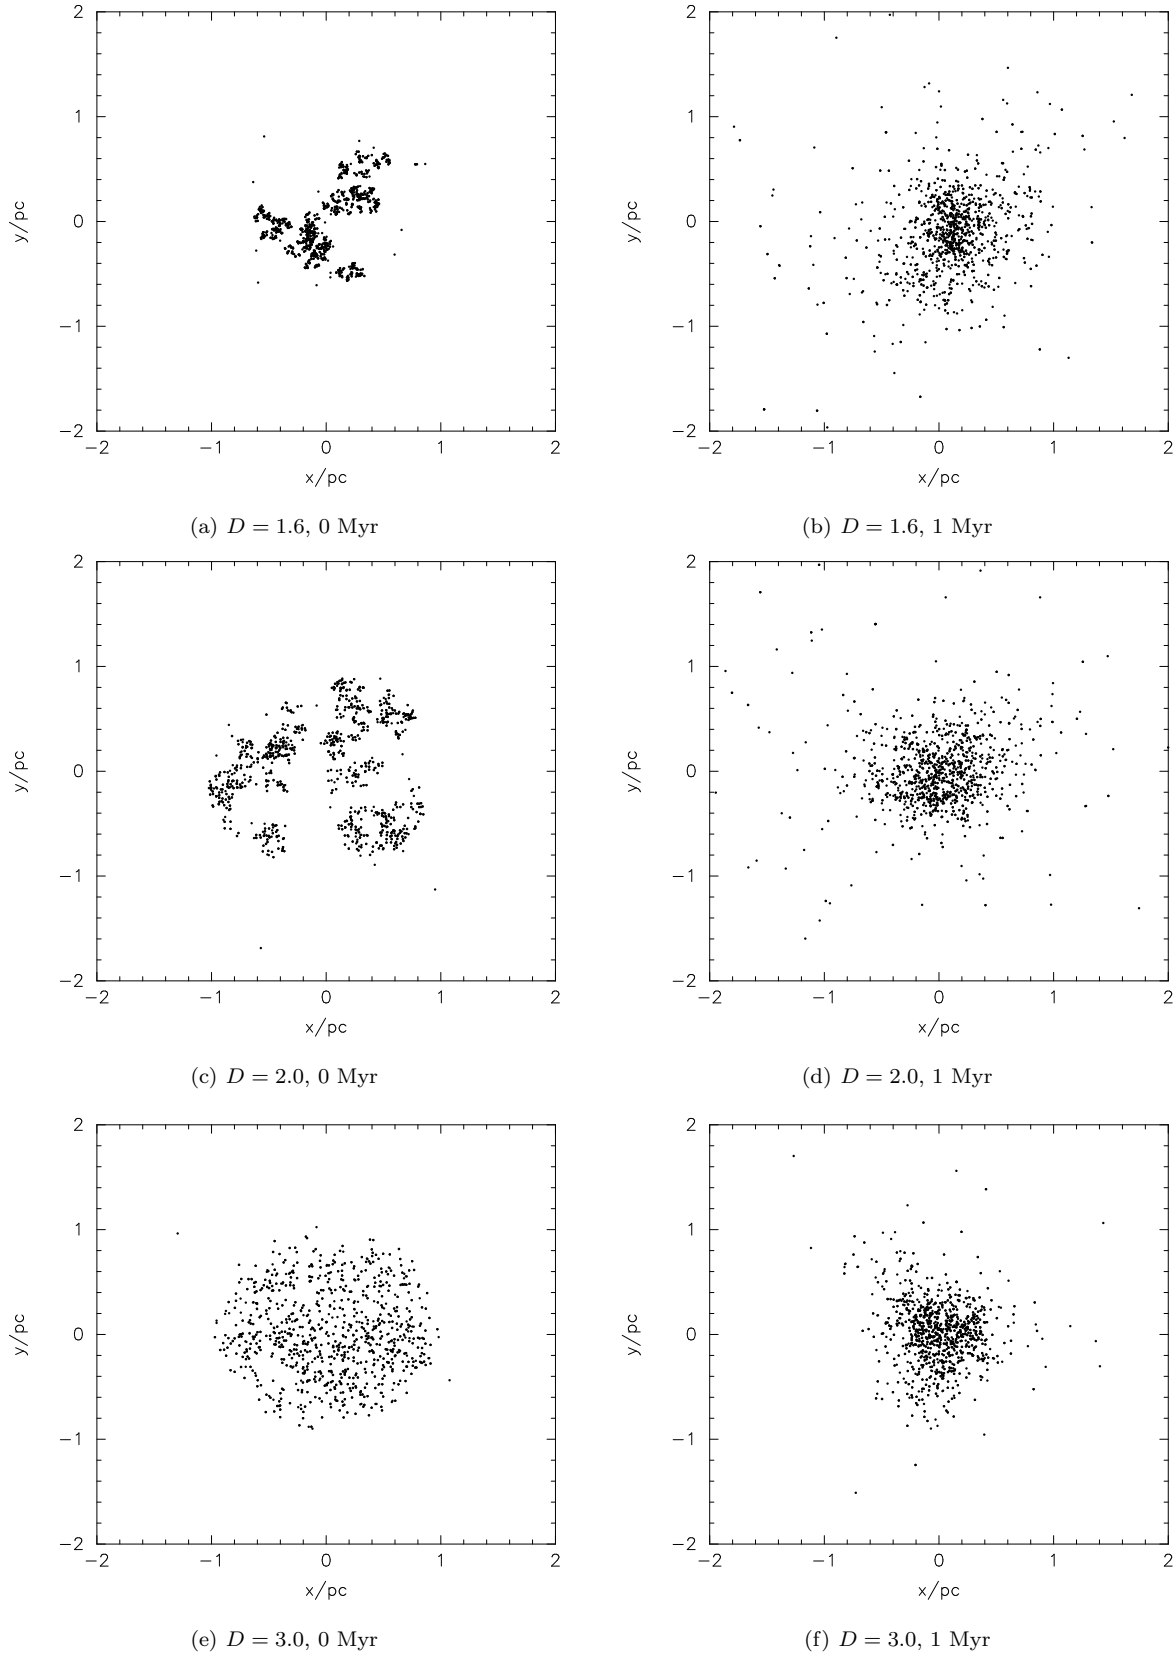 2
1
0
−1
−2
y/pc
−2 −1 0 1 2
x/pc
(a) D = 1.6, 0 Myr
2
1
0
−1
−2
y/pc
−2 −1 0 1 2
x/pc
(b) D = 1.6, 1 Myr
2
1
0
−1
−2
y/pc
−2 −1 0 1 2
x/pc
(c) D = 2.0, 0 Myr
2
1
0
−1
−2
y/pc
−2 −1 0 1 2
x/pc
(d) D = 2.0, 1 Myr
2
1
0
−1
−2
y/pc
−2 −1 0 1 2
x/pc
(e) D = 3.0, 0 Myr
2
1
0
−1
−2
y/pc
−2 −1 0 1 2
x/pc
(f) D = 3.0, 1 Myr